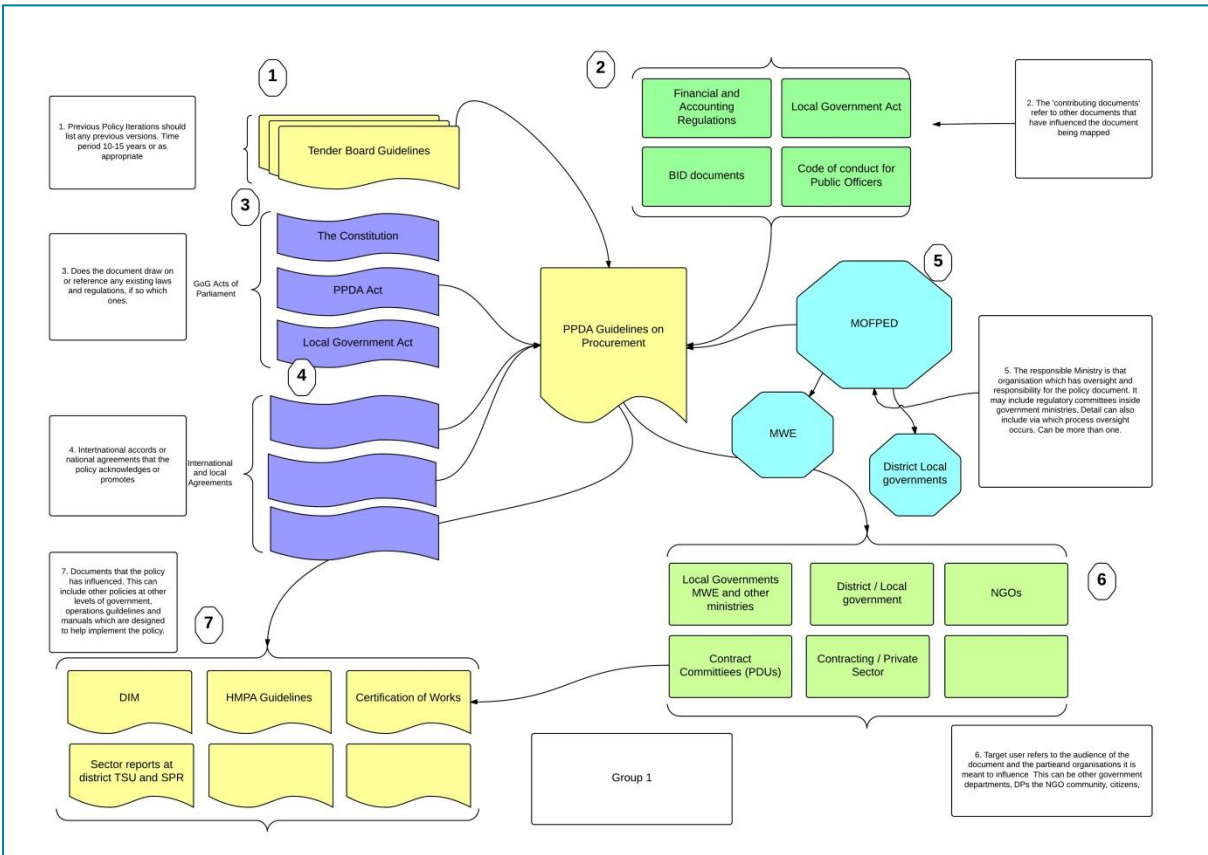 1
2
3
4
5
6
7
1. Previous Policy Iterations should
list any previous versions. Time
period 10-15 years or as
appropriate
Tender Board Guidelines
Financial and
Accounting
Regulations
Local Government Act
BID documents
Code of conduct for
Public Officers
2. The 'contributing documents'
refer to other documents that
have influenced the document
being mapped
3. Does the document draw on
or reference any existing laws
and regulations, if so which
ones.
GoG Acts of
Parliament
The Constitution
PPDA Act
Local Government Act
PPDA Guidelines on
Procurement
MOFPED
MWE
District Local
governments
5. The responsible Ministry is that
organisation which has oversight and
responsibility for the policy document. It
may include regulatory committees inside
government ministries. Detail can also
include via which process oversight
occurs. Can be more than one.
4. Intertnational accords or
national agreements that the
policy acknowledges or
promotes
International
and local
Agreements
7. Documents that the policy
has influenced. This can
include other policies at other
levels of government,
operations guildelines and
manuals which are designed
to help implement the policy.
Local Governments
MWE and other
ministries
District / Local
government
NGOs
Contract
Committiees (PDUs)
Contracting / Private
Sector
DIM
HMPA Guidelines
Certification of Works
Sector reports at
district TSU and SPR
Group 1
6. Target user refers to the audience of the
document and the partieand organisations it is
meant to influence This can be other government
departments, DPs the NGO community, citizens,